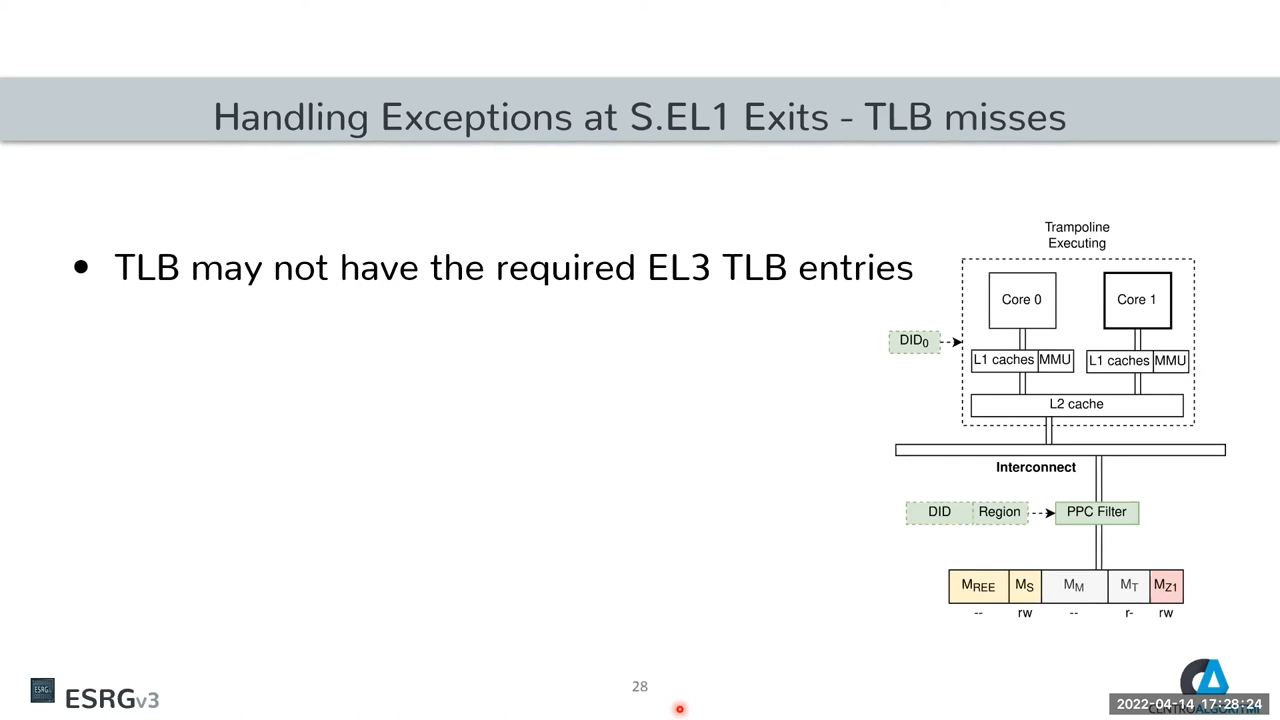 Handling Exceptions at S.EL1 Exits - TLB misses
• TLB may not have the required EL3 TLB entries
Trampoline
Executing
Core 0
Core 1
DID0
L1 caches
MMU
L1 caches
MMU
L2 cache
Interconnect
DID
Region
PPC Filter
MREE
MS
MM
MT
MZ1
--
rw
--
r-
rw
ESRG
ESRGv3
28
CENTROALGORITMI
2022-04-14 17:28:24